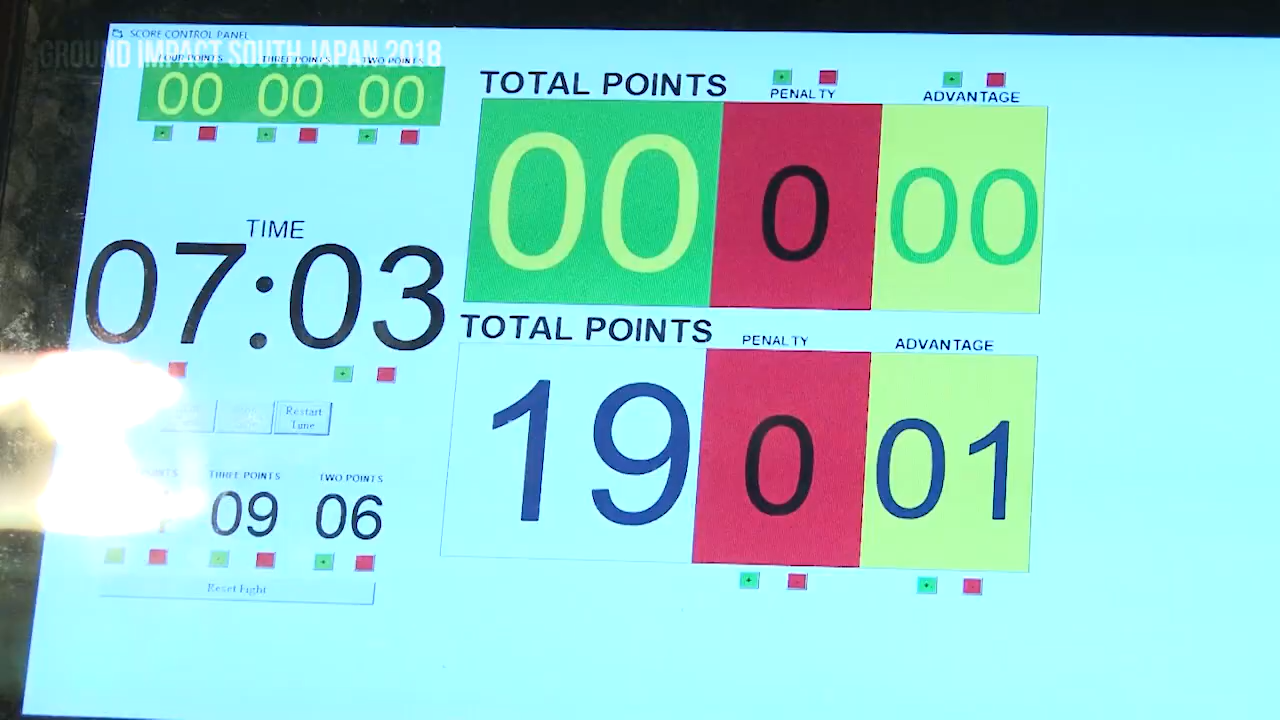 SCORE CONTROL PANEL
GROUND IMPACT SOUTH JAPAN 2018
FOUR POINTS THREE POINTS TWO POINTS
00 00 00
TOTAL POINTS PENALTY ADVANTAGE
00 0 00
TIME
07:03
Restart
Time
TOTAL POINTS PENALTY ADVANTAGE
19 0 01
POINTS THREE POINTS TWO POINTS
09 06
Reset Fight